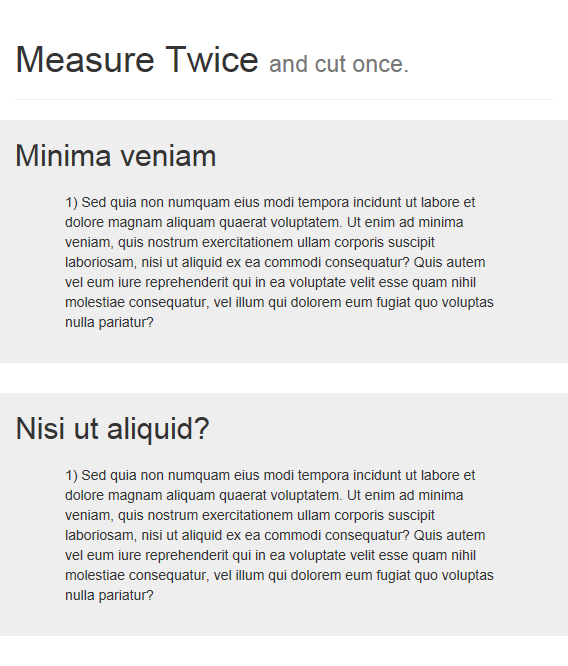 Measure Twice and cut once.
Minima veniam
1) Sed quia non numquam eius modi tempora incidunt ut labore et
dolore magnam aliquam quaerat voluptatem. Ut enim ad minima
veniam, quis nostrum exercitationem ullam corporis suscipit
laboriosam, nisi ut aliquid ex ea commodi consequatur? Quis autem
vel eum iure reprehenderit qui in ea voluptate velit esse quam nihil
molestiae consequatur, vel illum qui dolorem eum fugiat quo voluptas
nulla pariatur?
Nisi ut aliquid?
1) Sed quia non numquam eius modi tempora incidunt ut labore et
dolore magnam aliquam quaerat voluptatem. Ut enim ad minima
veniam, quis nostrum exercitationem ullam corporis suscipit
laboriosam, nisi ut aliquid ex ea commodi consequatur? Quis autem
vel eum iure reprehenderit qui in ea voluptate velit esse quam nihil
molestiae consequatur, vel illum qui dolorem eum fugiat quo voluptas
nulla pariatur?